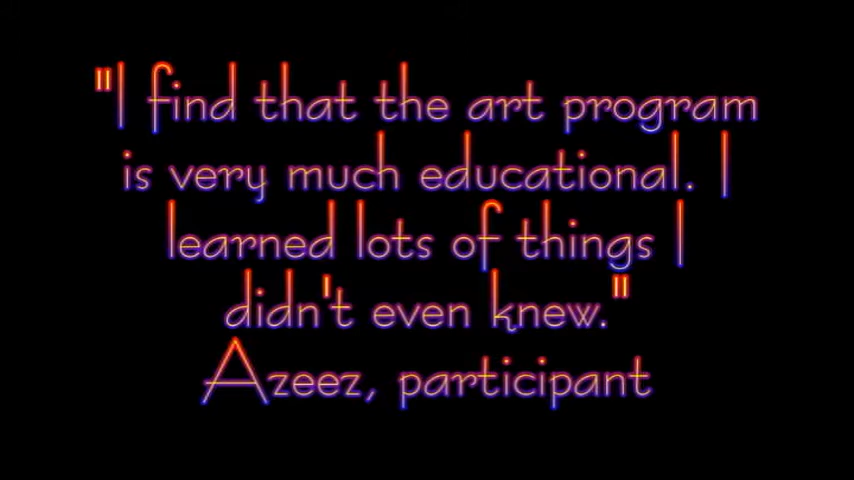 "I find that the art program
is very much educational. I
learned lots of things I
didn't even knew."
Azeez, participant